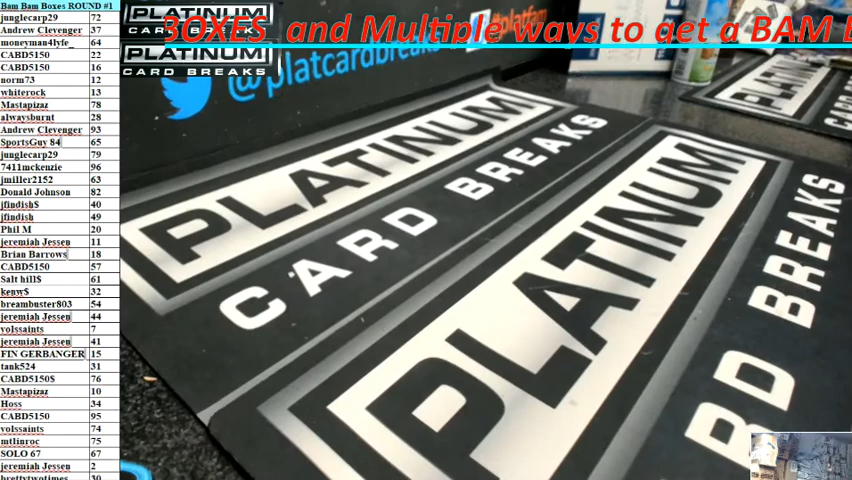 Bam Bam Boxes ROUND #1
junglecarp29 72
Andrew Clevenger 37
moneyman4lyfe_ 64
CABD5150 22
CABD5150 16
norm73 12
whiterock 13
Mastapizaz 78
alwaysburnt 28
Andrew Clevenger 93
SportsGuy 84 65
junglecarp29 79
7411mckenzie 96
jmiller2152 63
Donald Johnson 82
jfindish$ 40
jfindish 49
Phil M 20
jeremiah Jessen 11
Brian Barrows 18
CABD5150 57
Salt hill$ 61
kenw$ 32
breambuster803 54
jeremiah Jessen 44
volssaints 7
jeremiah Jessen 41
FIN GERBANGER 15
tank524 31
CABD5150$ 76
Mastapizaz 10
Hoss 34
CABD5150 95
volssaints 74
mtlinroc 75
SOLO 67 67
jeremiah Jessen 2
brettytwotimes 30
PLATINUM
PLATINUM
CARD BREAKS
BOXES and Multiple ways to get a BAM
@platcardbreaks
#platfam
PLATINUM
CARD BREAKS
PLATINUM
RD BREAKS